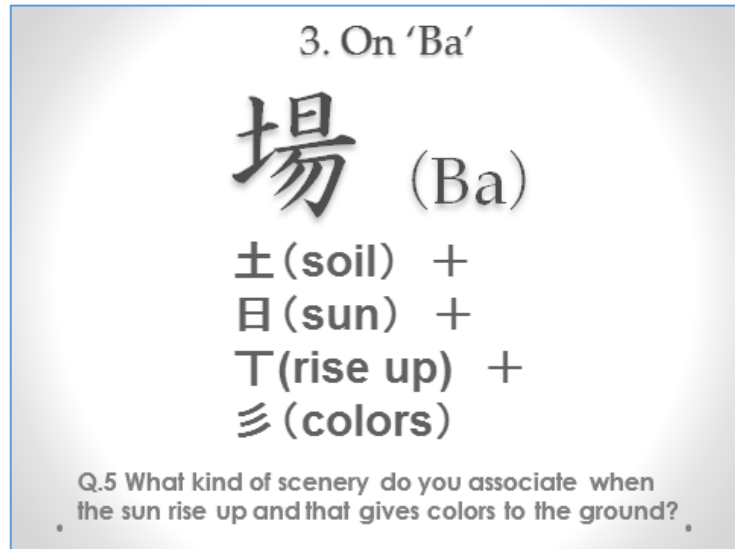 3. On ‘Ba’
場 (Ba)
土(soil) +
日(sun) +
丅(rise up) +
彡(colors)
Q.5 What kind of scenery do you associate when
the sun rise up and that gives colors to the ground?